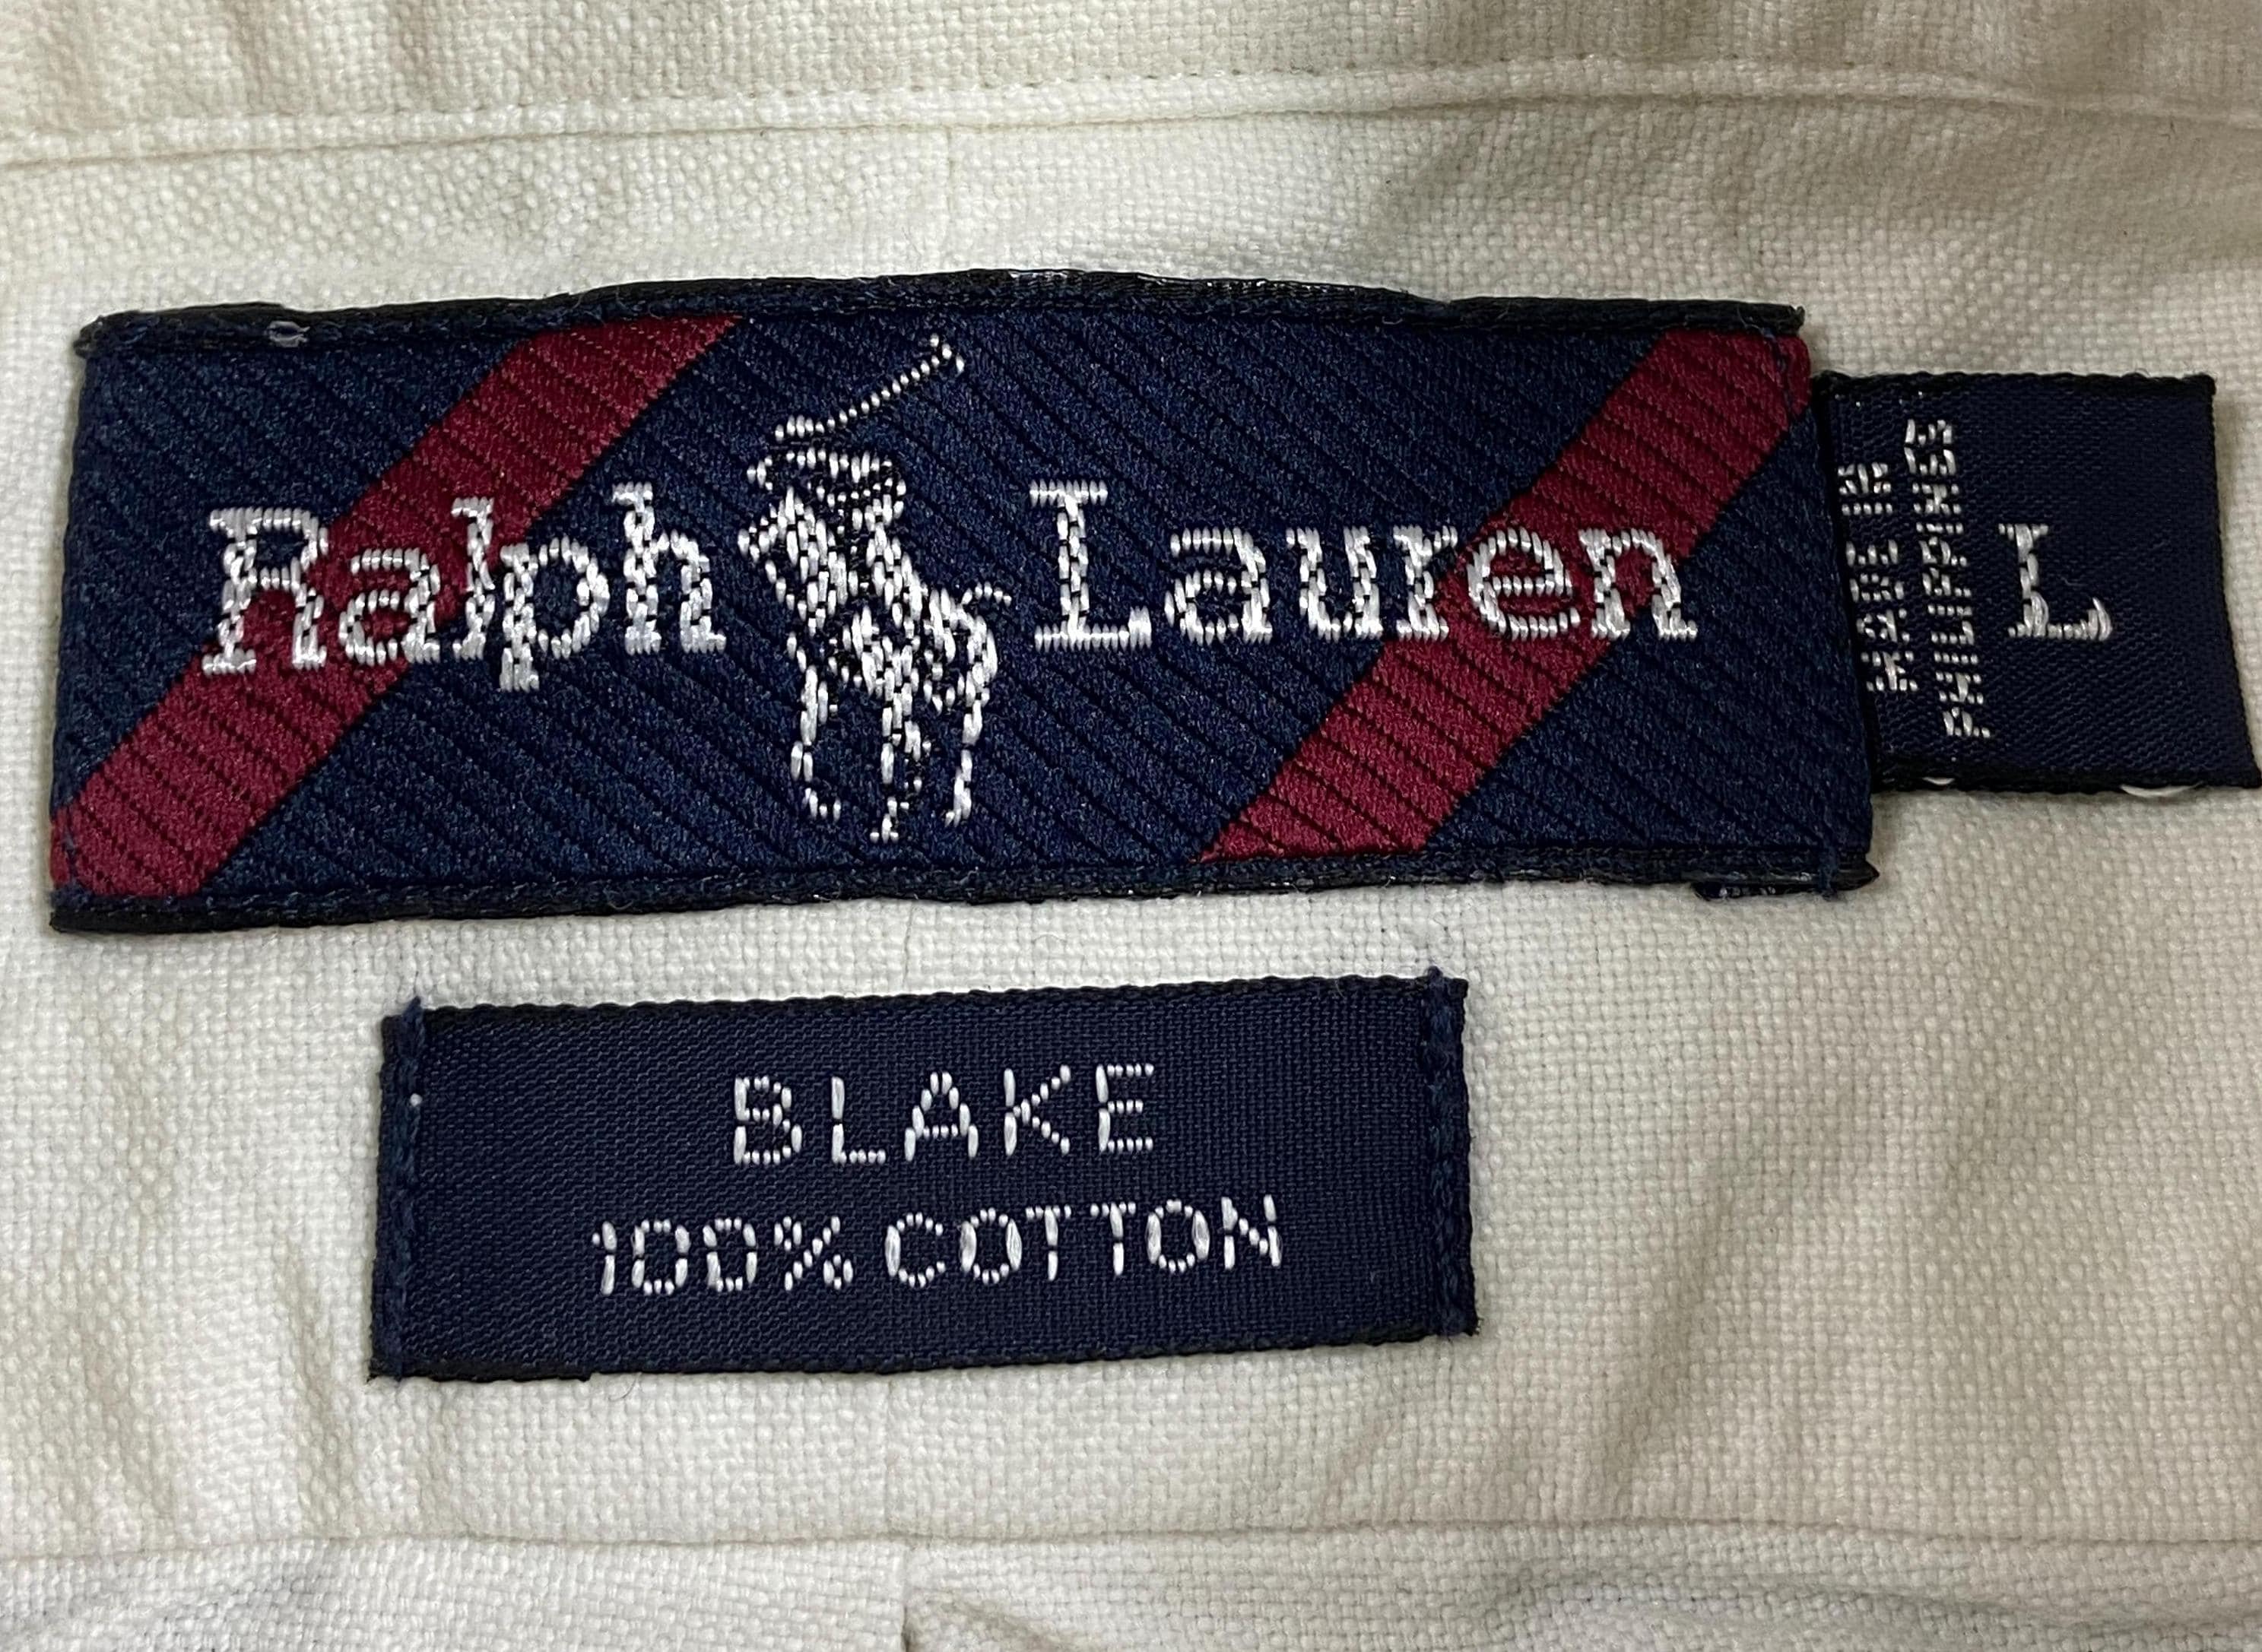 Ralph Lauren
MADE IN
PHILIPPINES
L
BLAKE
100% COTTON